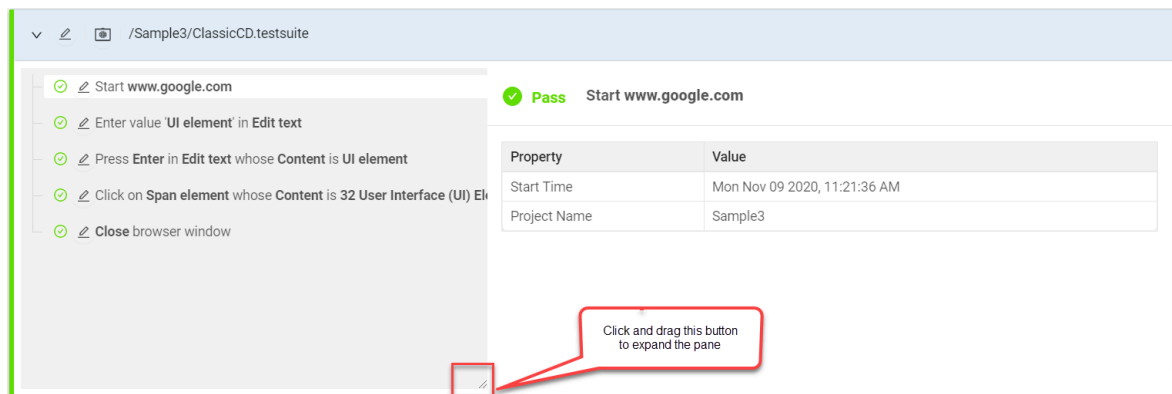 /Sample3/ClassicCD.testsuite
Start www.google.com
Enter value 'UI element' in Edit text
Press Enter in Edit text whose Content is UI element
Click on Span element whose Content is 32 User Interface (UI) El
Close browser window
Pass Start www.google.com
Property Value
Start Time Mon Nov 09 2020, 11:21:36 AM
Project Name Sample3
Click and drag this button
to expand the pane